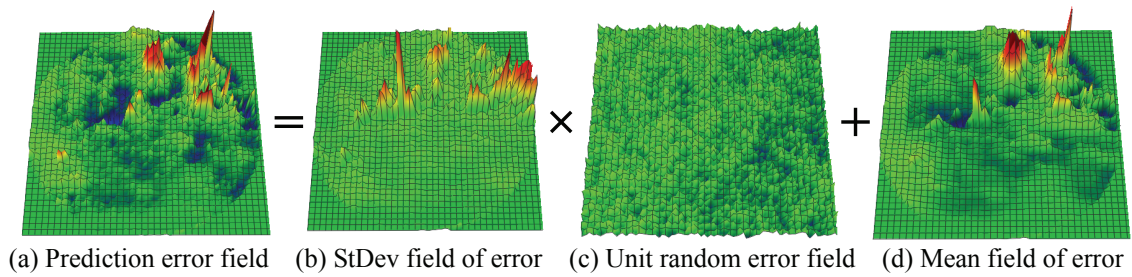 = × +
(a) Prediction error field (b) StDev field of error (c) Unit random error field (d) Mean field of error